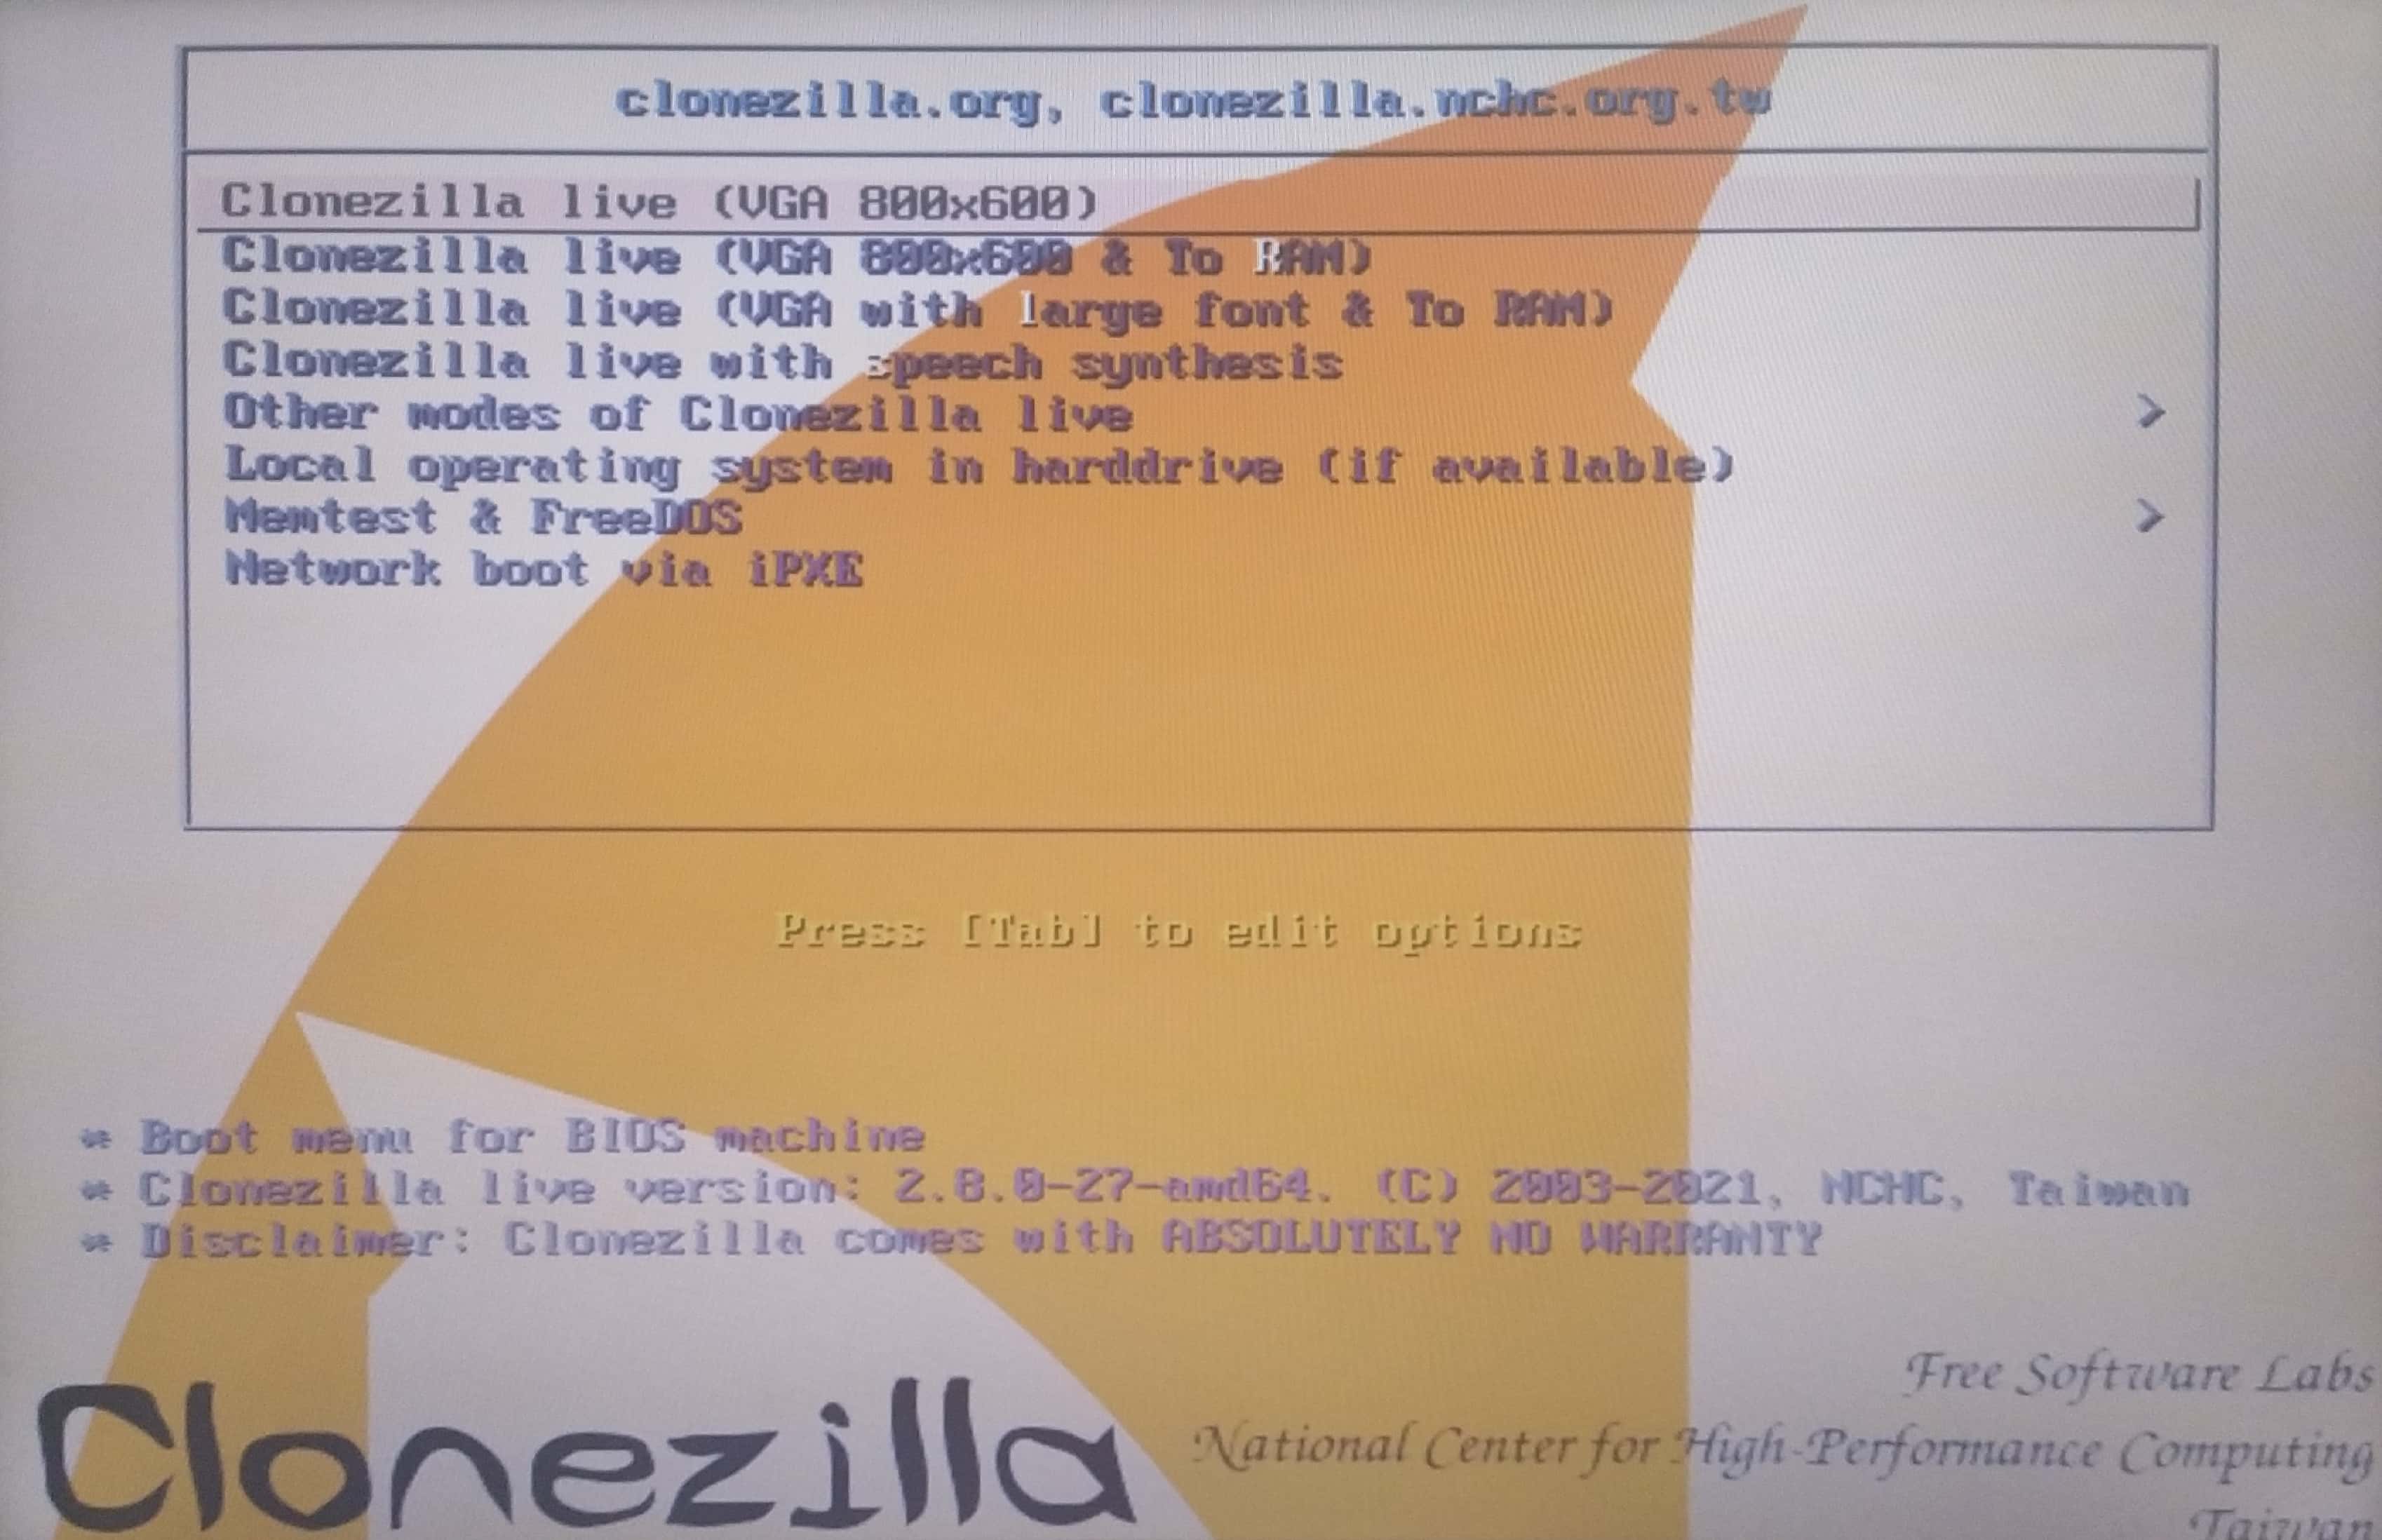 clonezilla.org, clonezilla.nchc.org.tw
Clonezilla live (VGA 800x600)
Clonezilla live (VGA 800x600 & To RAM)
Clonezilla live (VGA with large font & To RAM)
Clonezilla live with speech synthesis
Other modes of Clonezilla live >
Local operating system in harddrive (if available)
Memtest & FreeDOS >
Network boot via iPXE
Press [Tab] to edit options
* Boot menu for BIOS machine
* Clonezilla live version: 2.8.0-27-amd64. (C) 2003-2021, NCHC, Taiwan
* Disclaimer: Clonezilla comes with ABSOLUTELY NO WARRANTY
Clonezilla
Free Software Labs
National Center for High-Performance Computing
Taiwan